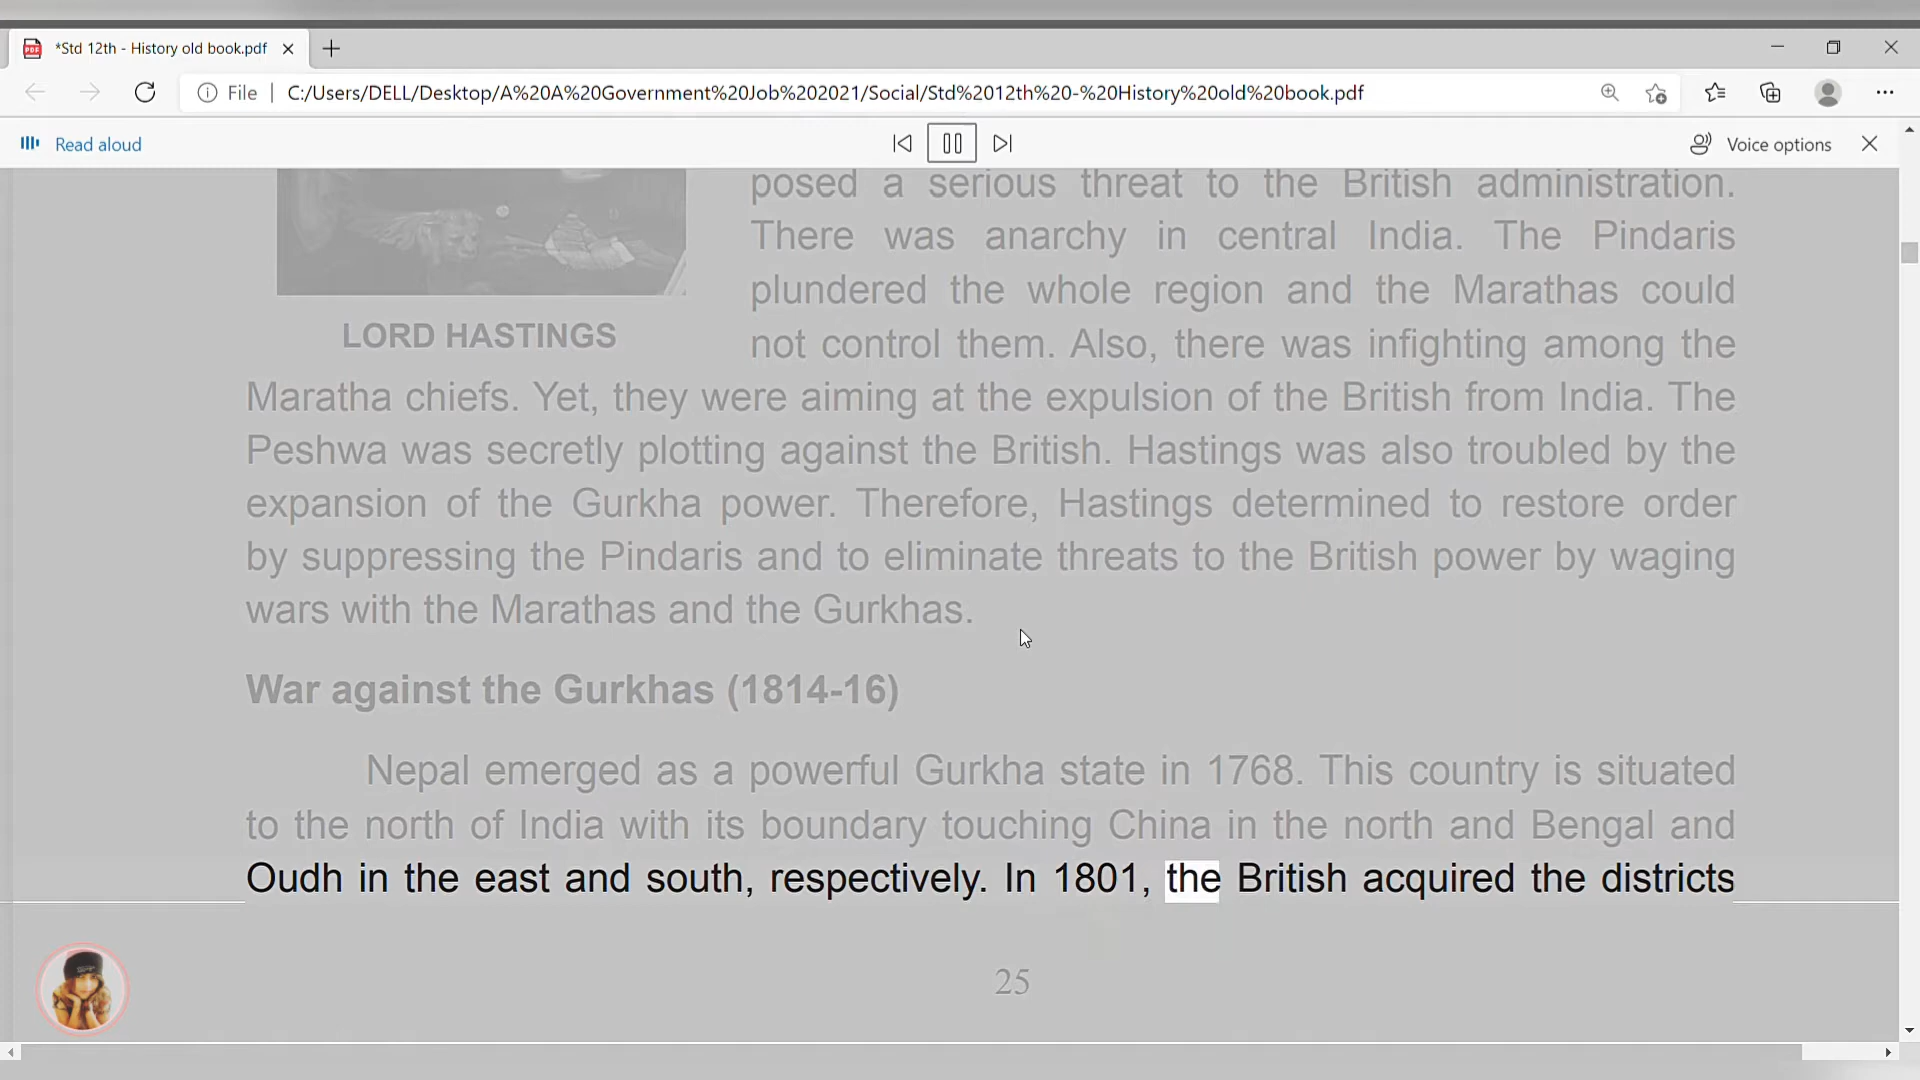 *Std 12th - History old book.pdf
File
C:/Users/DELL/Desktop/A%20A%20Government%20Job%202021/Social/Std%2012th%20-%20History%20old%20book.pdf
Read aloud
Voice options
posed a serious threat to the British administration.
There was anarchy in central India. The Pindaris
plundered the whole region and the Marathas could
LORD HASTINGS
not control them. Also, there was infighting among the
Maratha chiefs. Yet, they were aiming at the expulsion of the British from India. The
Peshwa was secretly plotting against the British. Hastings was also troubled by the
expansion of the Gurkha power. Therefore, Hastings determined to restore order
by suppressing the Pindaris and to eliminate threats to the British power by waging
wars with the Marathas and the Gurkhas.
War against the Gurkhas (1814-16)
Nepal emerged as a powerful Gurkha state in 1768. This country is situated
to the north of India with its boundary touching China in the north and Bengal and
Oudh in the east and south, respectively. In 1801, the British acquired the districts
25